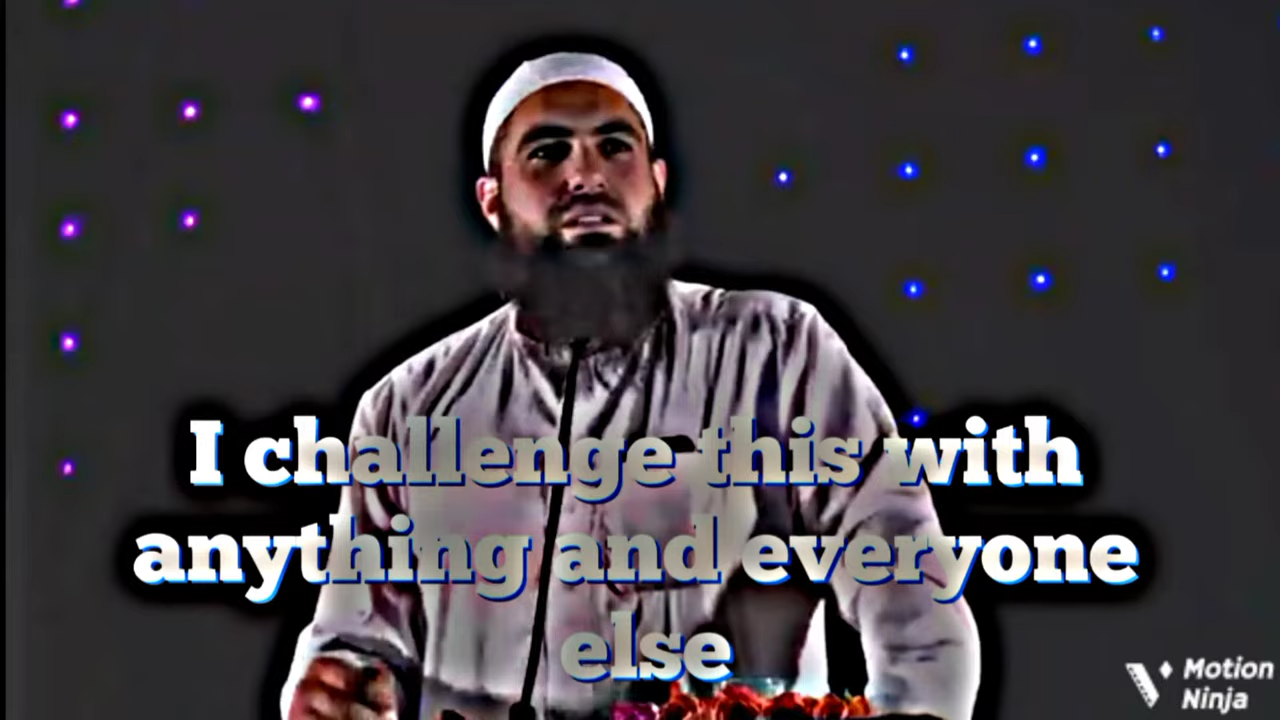 I challenge this with
anything and everyone
else
Motion
Ninja